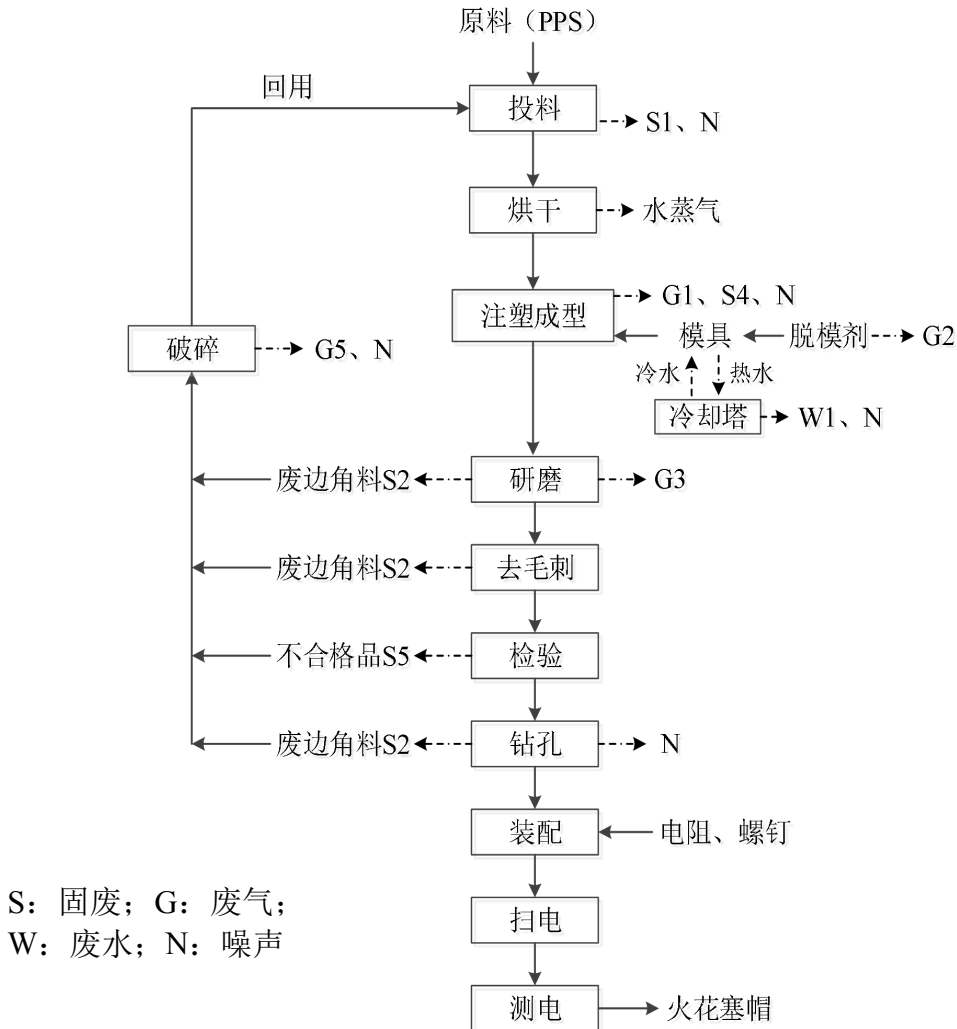 原料（PPS）
回用
投料
S1、N
烘干
水蒸气
注塑成型
G1、S4、N
破碎
G5、N
模具
脱模剂
G2
冷水
热水
冷却塔
W1、N
废边角料S2
研磨
G3
废边角料S2
去毛刺
不合格品S5
检验
废边角料S2
钻孔
N
装配
电阻、螺钉
S：固废；G：废气；
W：废水；N：噪声
扫电
测电
火花塞帽